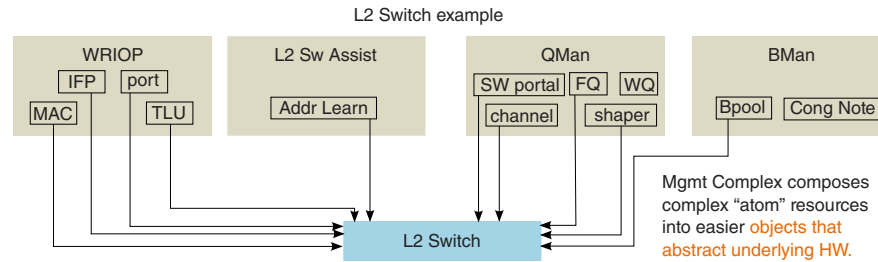 L2 Switch example
WRIOP
L2 Sw Assist
QMan
BMan
IFP
port
MAC
TLU
Addr Learn
SW portal
FQ
WQ
channel
shaper
Bpool
Cong Note
L2 Switch
Mgmt Complex composes
complex “atom” resources
into easier objects that
abstract underlying HW.